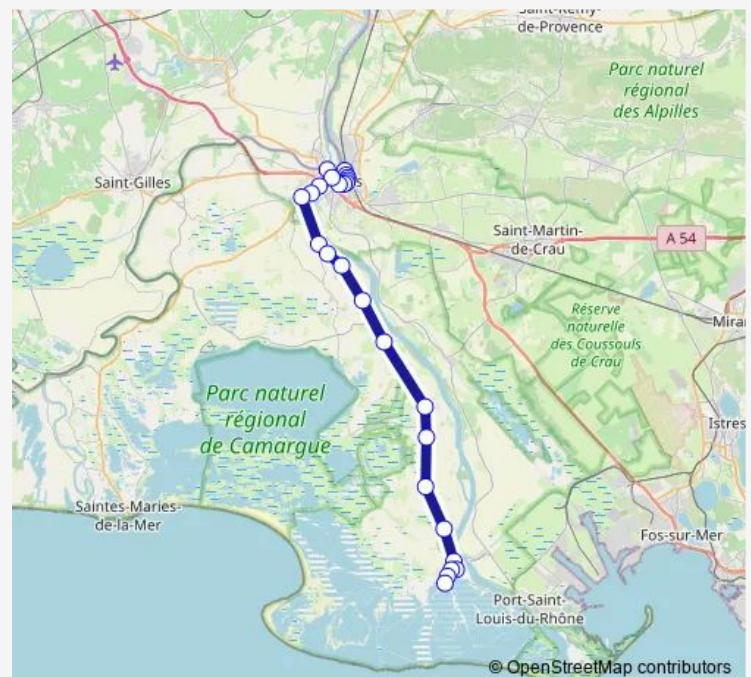 Saint-Rémy-
de-Provence
Parc naturel
régional
des Alpilles
Saint-Gilles
Saint-Martin-
de-Crau
A 54
Réserve
naturelle
des Coussouls
de Crau
Parc naturel
régional
de Camargue
Istres
Saintes-Maries-
de-la-Mer
Fos-sur-Mer
Port-Saint-
Louis-du-Rhône
© OpenStreetMap contributors